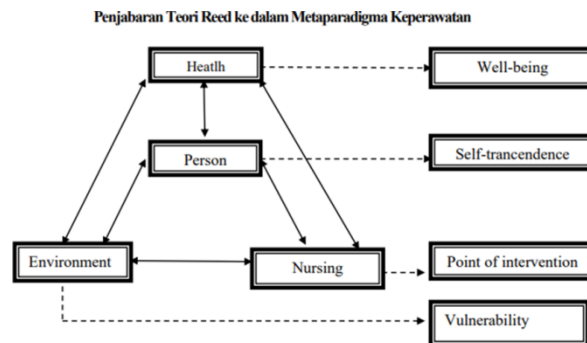 Penjabaran Teori Reed ke dalam Metaparadigma Keperawatan
Heatlh
Well-being
Person
Self-trancendence
Environment
Nursing
Point of intervention
Vulnerability